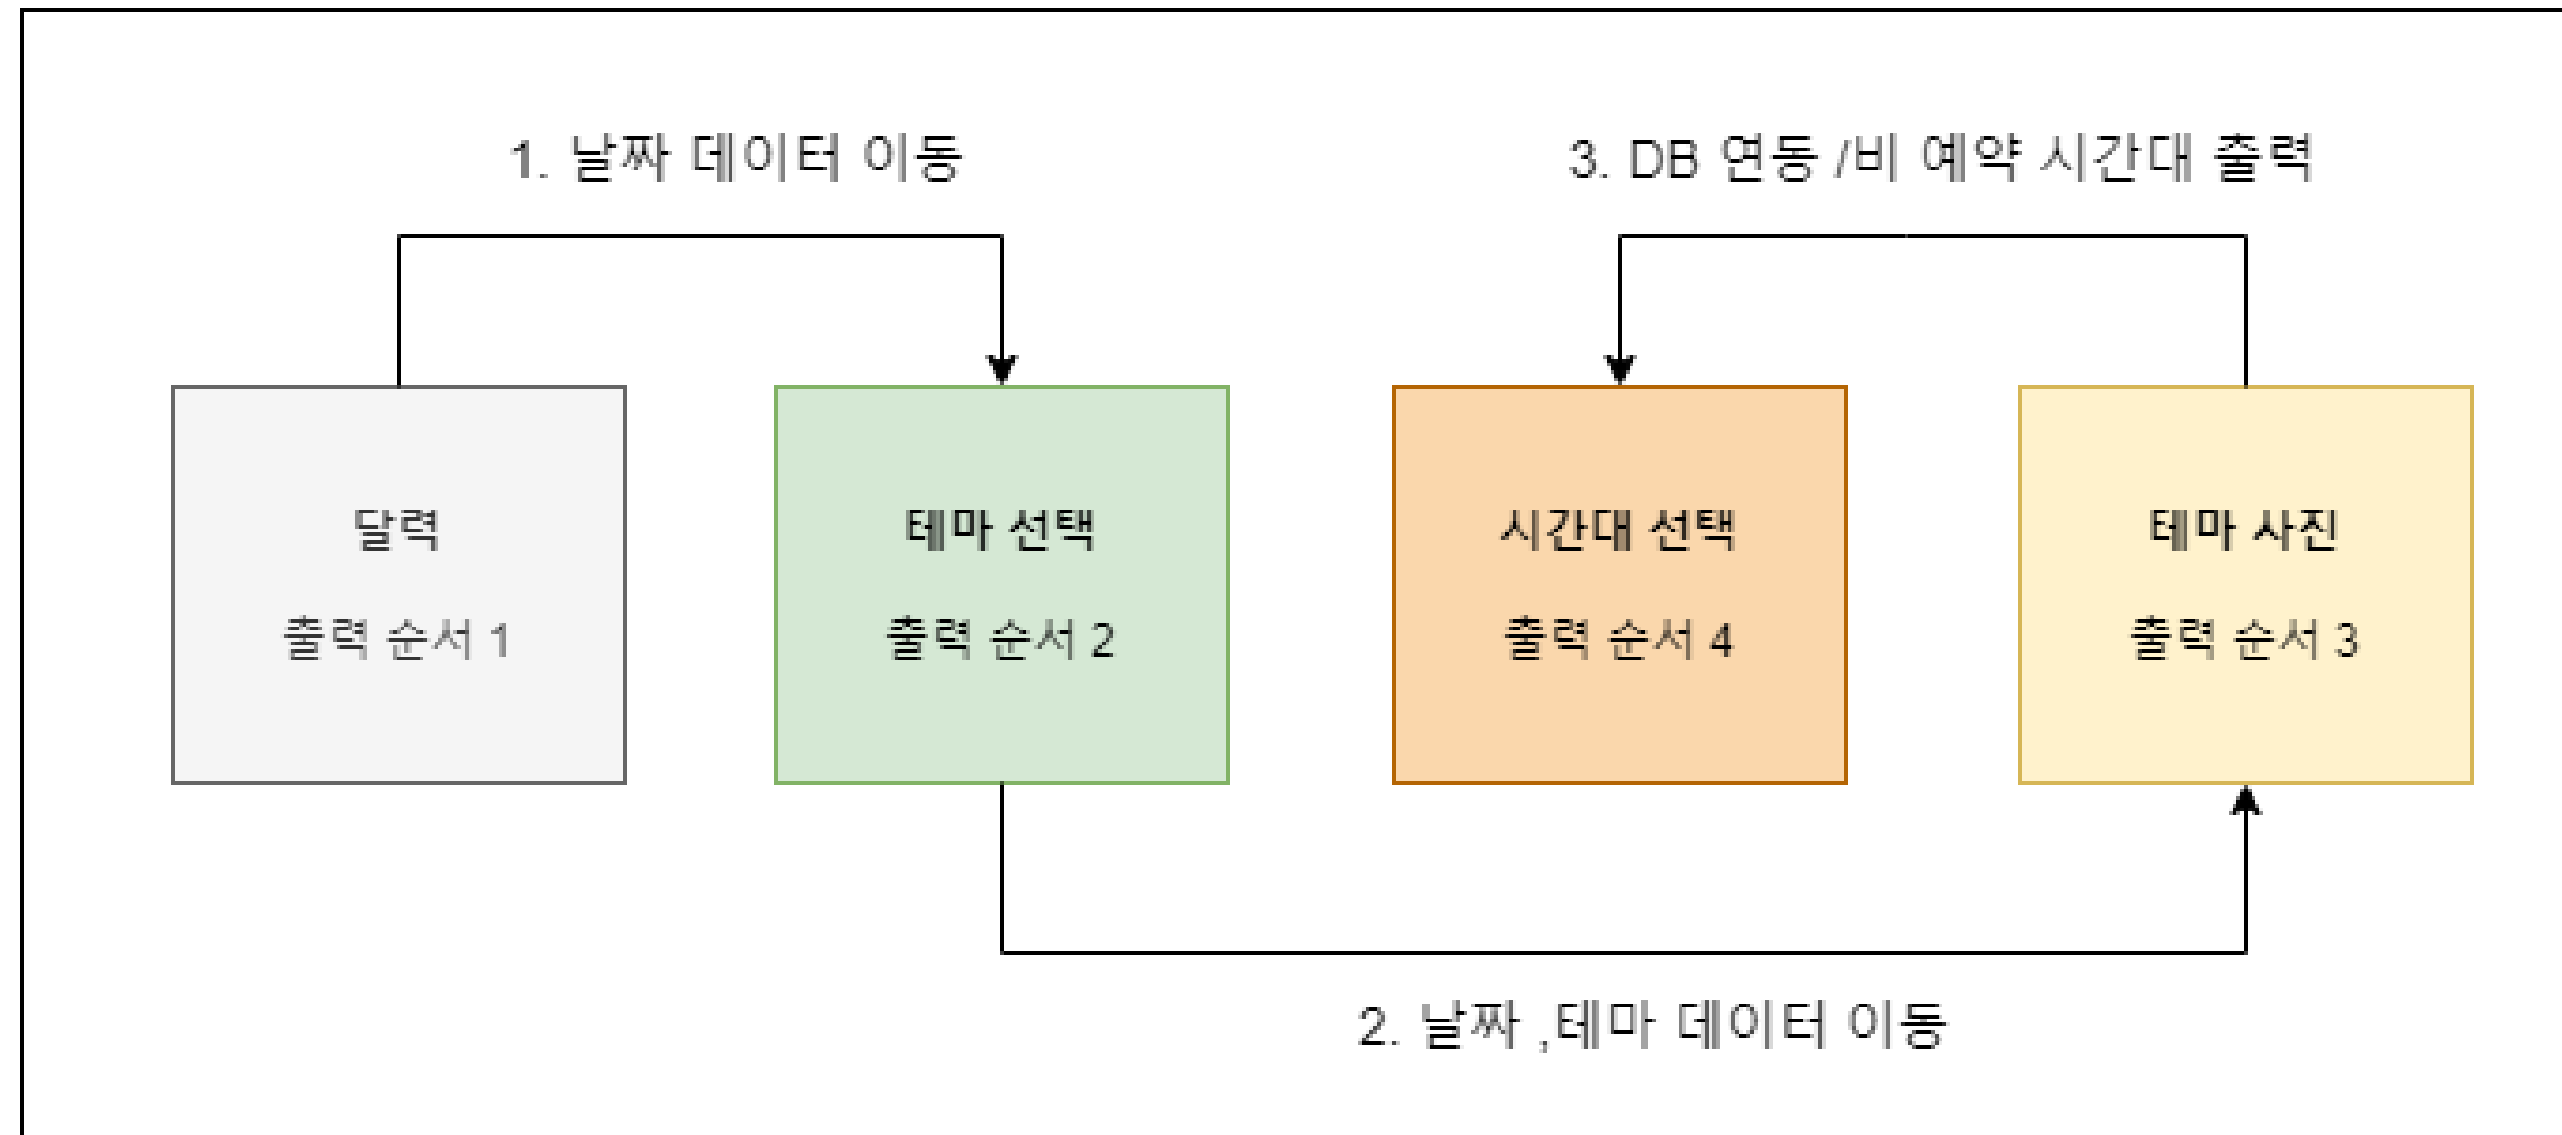 1. 날짜 데이터 이동
3. DB 연동 /비 예약 시간대 출력
달력
출력 순서 1
테마 선택
출력 순서 2
시간대 선택
출력 순서 4
테마 사진
출력 순서 3
2. 날짜 ,테마 데이터 이동